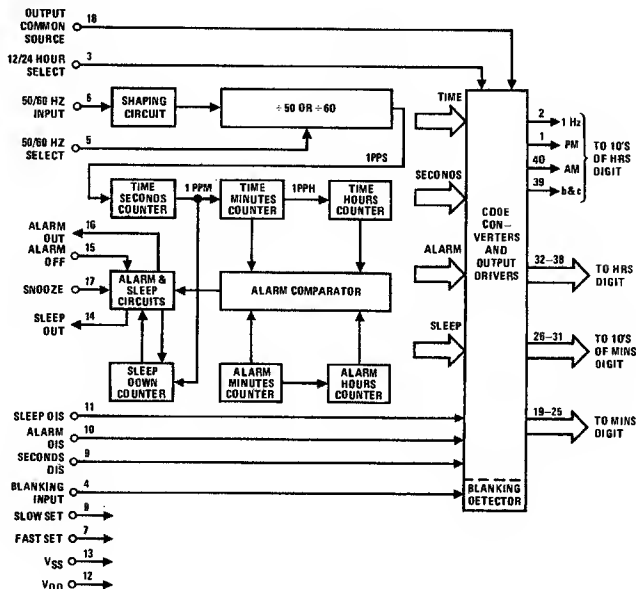 OUTPUT
COMMON
SOURCE
18
12/24 HOUR
SELECT
3
50/60 HZ
INPUT
6
SHAPING
CIRCUIT
÷50 OR ÷60
50/60 HZ
SELECT
5
1PPS
TIME
SECONDS
COUNTER
1 PPM
TIME
MINUTES
COUNTER
1PPH
TIME
HOURS
COUNTER
ALARM
OUT
16
ALARM
OFF
15
SNOOZE
17
SLEEP
OUT
14
ALARM &
SLEEP
CIRCUITS
ALARM COMPARATOR
SLEEP
DOWN
COUNTER
ALARM
MINUTES
COUNTER
ALARM
HOURS
COUNTER
SLEEP DIS
11
ALARM
DIS
10
SECONDS
DIS
9
BLANKING
INPUT
4
SLOW SET
8
FAST SET
7
VSS
13
VDD
12
TIME
SECONDS
ALARM
SLEEP
CODE
CON-
VERTERS
AND
OUTPUT
DRIVERS
BLANKING
DETECTOR
2
1 Hz
1
PM
40
AM
39
b&c
TO 10'S
OF HRS
DIGIT
32–38
TO HRS
DIGIT
26–31
TO 10'S
OF MINS
DIGIT
19–25
TO MINS
DIGIT